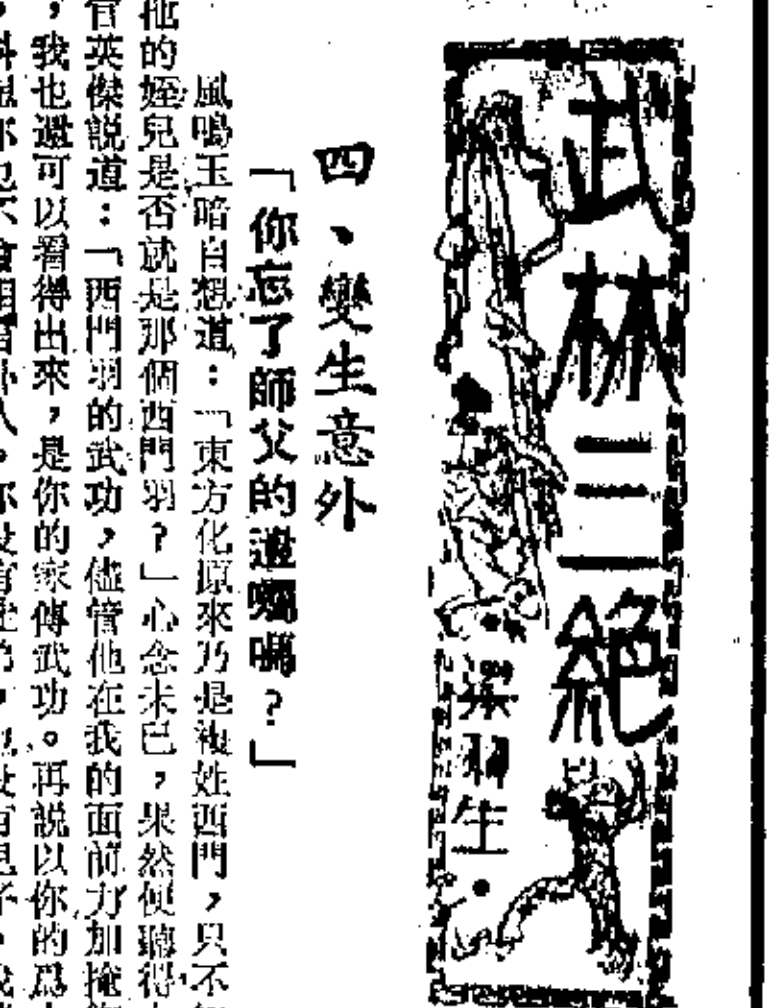 武林三絕
梁羽生
四、變生意外
「你忘了師父的遺囑嗎?」
風鳴玉暗自想道:「東方化原來乃是複姓西門,只不
他的姪兒是否就是那個西門羽?」心念未已,果然便聽得
官英傑說道:「西門羽的武功,儘管他在我的面前力加掩
,我也還可以看得出來,是你的家傳武功。再說以你的爲